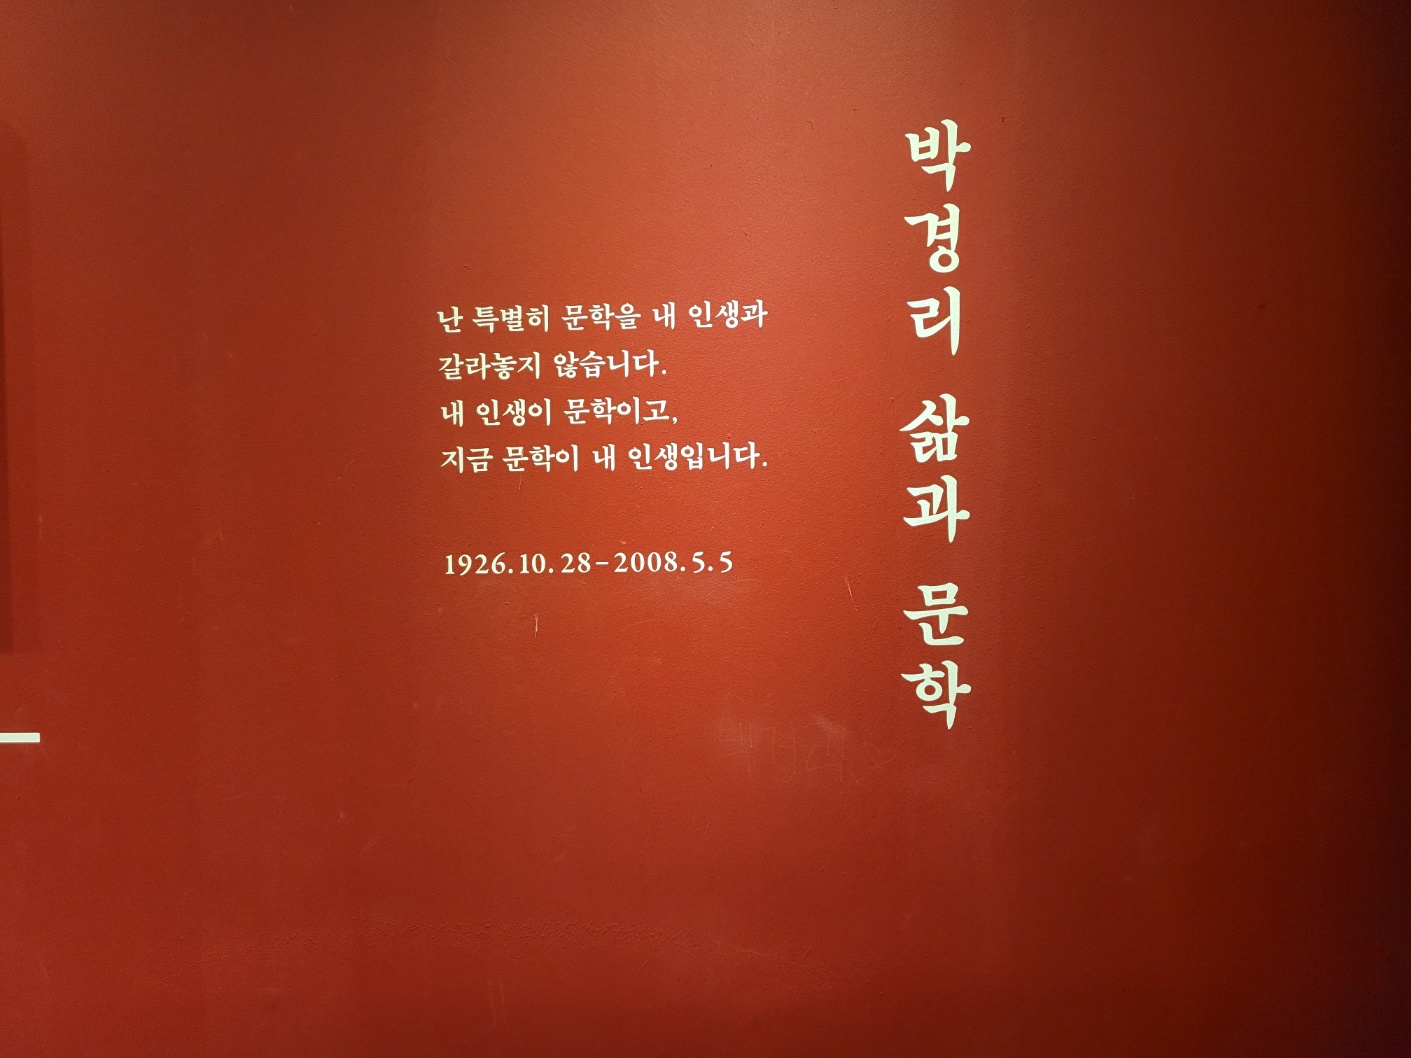 박경리 삶과 문학
난 특별히 문학을 내 인생과
갈라놓지 않습니다.
내 인생이 문학이고,
지금 문학이 내 인생입니다.
1926.10.28-2008.5.5